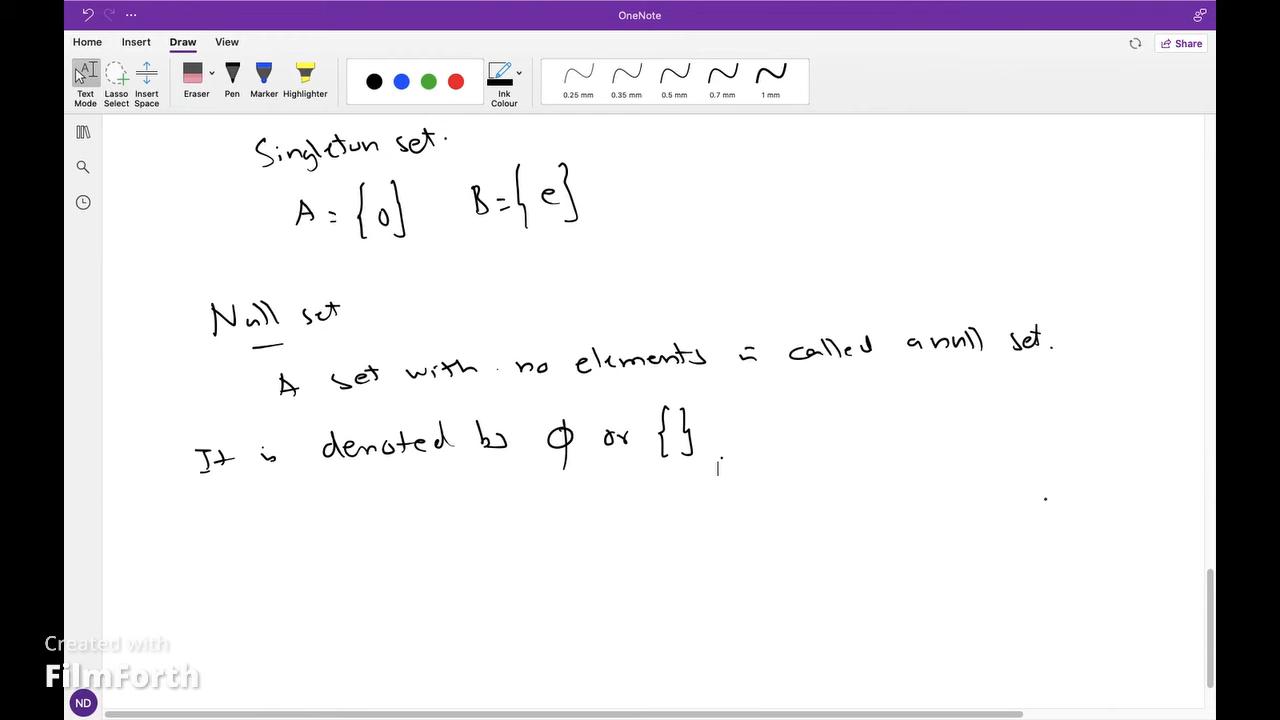 OneNote
Home Insert Draw View
Share
Text Mode
Lasso Select
Insert Space
Eraser
Pen
Marker
Highlighter
Ink Colour
0.25 mm 0.35 mm 0.5 mm 0.7 mm 1 mm
Singleton set.
A = {0} B = {e}
Null set
A set with no elements is called a null set.
It is denoted by ϕ or {}
Created with
FilmForth
ND